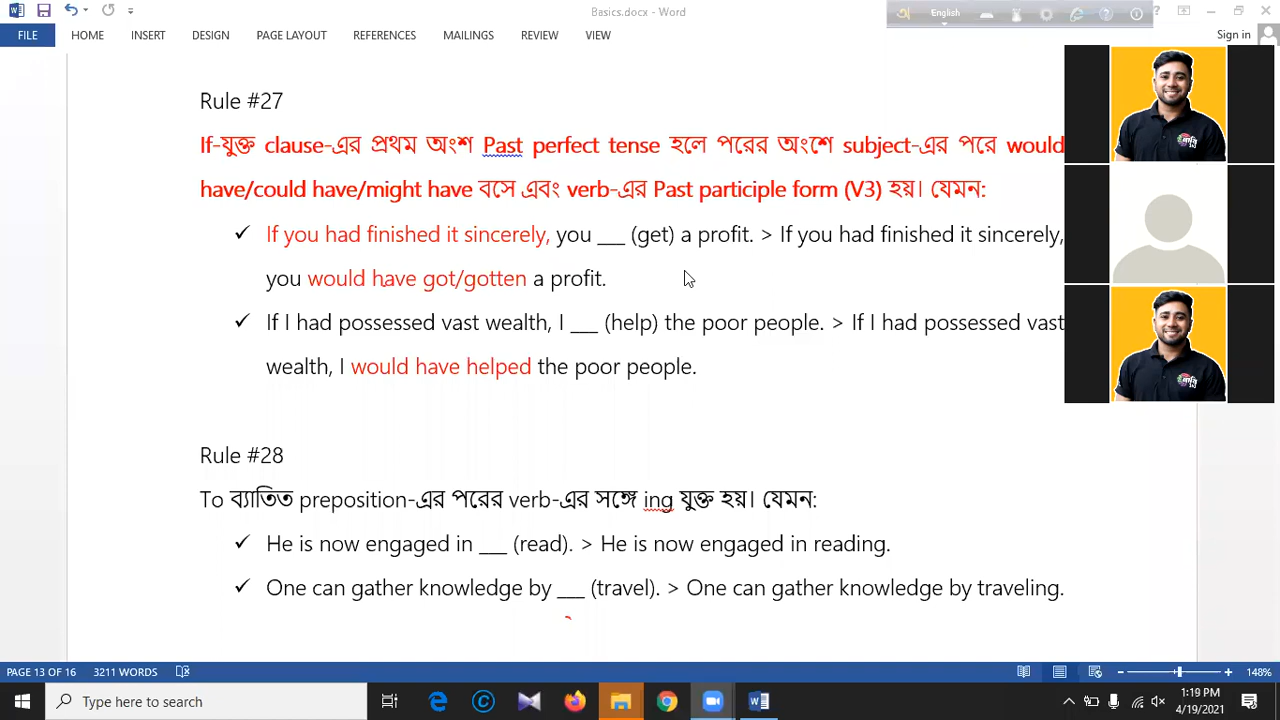 Basics.docx - Word
English
FILE HOME INSERT DESIGN PAGE LAYOUT REFERENCES MAILINGS REVIEW VIEW
Sign in
Rule #27
If-যুক্ত clause-এর প্রথম অংশ Past perfect tense হলে পরের অংশে subject-এর পরে would
have/could have/might have বসে এবং verb-এর Past participle form (V3) হয়। যেমন:
✓ If you had finished it sincerely, you ___ (get) a profit. > If you had finished it sincerely,
you would have got/gotten a profit.
✓ If I had possessed vast wealth, I ___ (help) the poor people. > If I had possessed vast
wealth, I would have helped the poor people.
Rule #28
To ব্যাতিত preposition-এর পরের verb-এর সঙ্গে ing যুক্ত হয়। যেমন:
✓ He is now engaged in ___ (read). > He is now engaged in reading.
✓ One can gather knowledge by ___ (travel). > One can gather knowledge by traveling.
PAGE 13 OF 16 3211 WORDS 148%
Type here to search
1:19 PM
4/19/2021